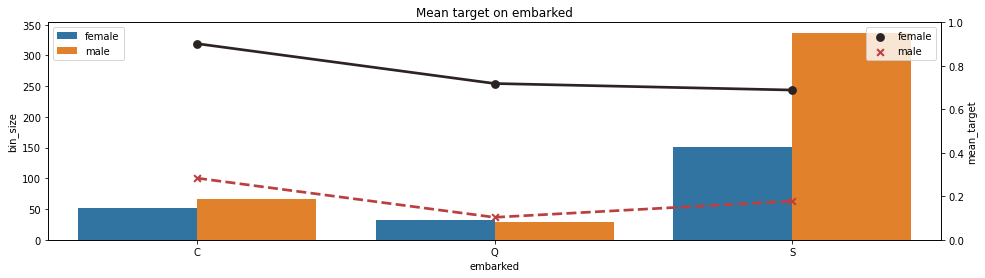 Mean target on embarked
female
male
female
male
350
300
250
200
150
100
50
0
bin_size
1.0
0.8
0.6
0.4
0.2
0.0
mean_target
C Q S
embarked